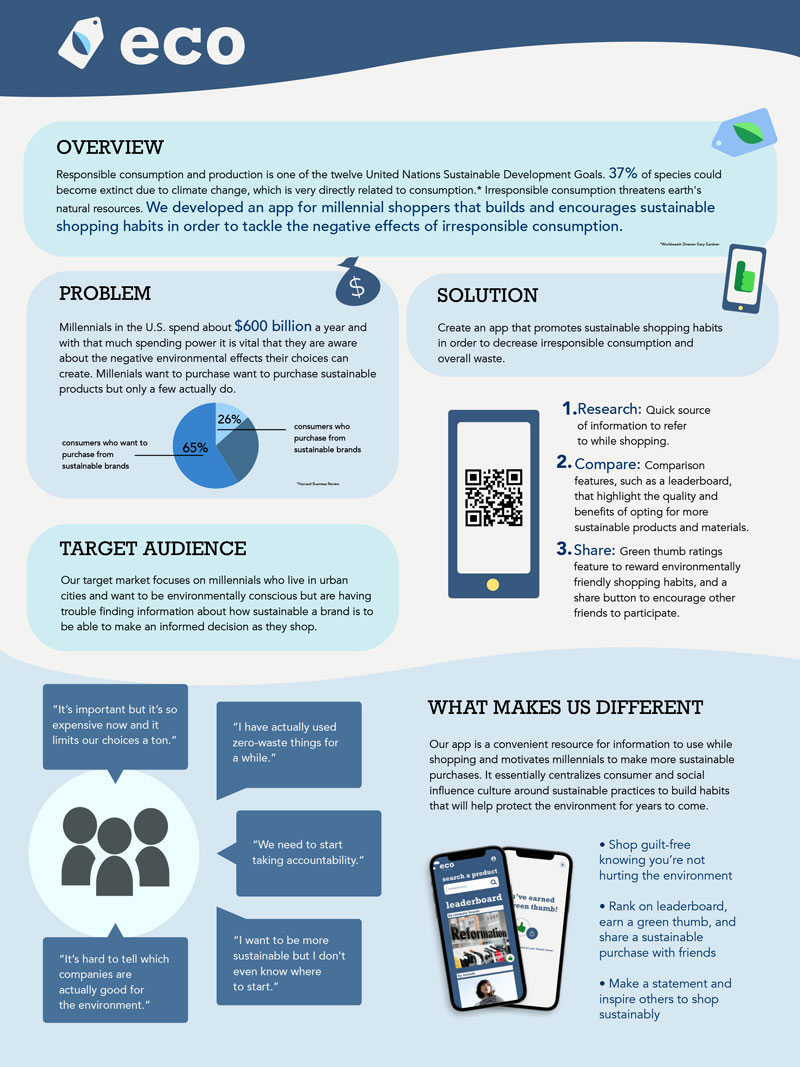 eco
OVERVIEW
Responsible consumption and production is one of the twelve United Nations Sustainable Development Goals. 37% of species could
become extinct due to climate change, which is very directly related to consumption.* Irresponsible consumption threatens earth's
natural resources. We developed an app for millennial shoppers that builds and encourages sustainable
shopping habits in order to tackle the negative effects of irresponsible consumption.
*Worldwatch Director Gary Gardner
PROBLEM
$
Millennials in the U.S. spend about $600 billion a year and
with that much spending power it is vital that they are aware
about the negative environmental effects their choices can
create. Millenials want to purchase want to purchase sustainable
products but only a few actually do.
26%
65%
consumers who want to
purchase from
sustainable brands
consumers who
purchase from
sustainable brands
*Harvard Business Review
SOLUTION
Create an app that promotes sustainable shopping habits
in order to decrease irresponsible consumption and
overall waste.
1. Research: Quick source
of information to refer
to while shopping.
2. Compare: Comparison
features, such as a leaderboard,
that highlight the quality and
benefits of opting for more
sustainable products and materials.
3. Share: Green thumb ratings
feature to reward environmentally
friendly shopping habits, and a
share button to encourage other
friends to participate.
TARGET AUDIENCE
Our target market focuses on millennials who live in urban
cities and want to be environmentally conscious but are having
trouble finding information about how sustainable a brand is to
be able to make an informed decision as they shop.
“It’s important but it’s so
expensive now and it
limits our choices a ton.”
“I have actually used
zero-waste things for
a while.”
“We need to start
taking accountability.”
“It’s hard to tell which
companies are
actually good for
the environment.”
“I want to be more
sustainable but I don’t
even know where
to start.”
WHAT MAKES US DIFFERENT
Our app is a convenient resource for information to use while
shopping and motivates millennials to make more sustainable
purchases. It essentially centralizes consumer and social
influence culture around sustainable practices to build habits
that will help protect the environment for years to come.
eco
search a product
leaderboard
Reformation
've earned
reen thumb!
• Shop guilt-free
knowing you’re not
hurting the environment
• Rank on leaderboard,
earn a green thumb, and
share a sustainable
purchase with friends
• Make a statement and
inspire others to shop
sustainably